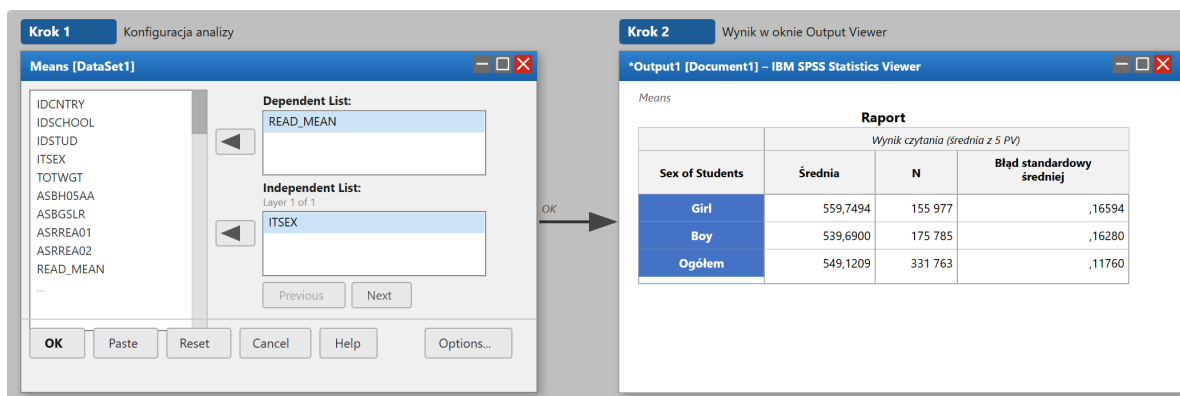 Krok 1
Konfiguracja analizy
Means [DataSet1]
IDCNTRY
IDSCHOOL
IDSTUD
ITSEX
TOTWGT
ASBH05AA
ASBGSLR
ASRREA01
ASRREA02
READ_MEAN
...
Dependent List:
READ_MEAN
Independent List:
Layer 1 of 1
ITSEX
Previous Next
OK Paste Reset Cancel Help Options...
OK
Krok 2
Wynik w oknie Output Viewer
*Output1 [Document1] – IBM SPSS Statistics Viewer
Means
Raport
Wynik czytania (średnia z 5 PV)
Sex of Students Średnia N Błąd standardowy
średniej
Girl 559,7494 155 977 ,16594
Boy 539,6900 175 785 ,16280
Ogółem 549,1209 331 763 ,11760